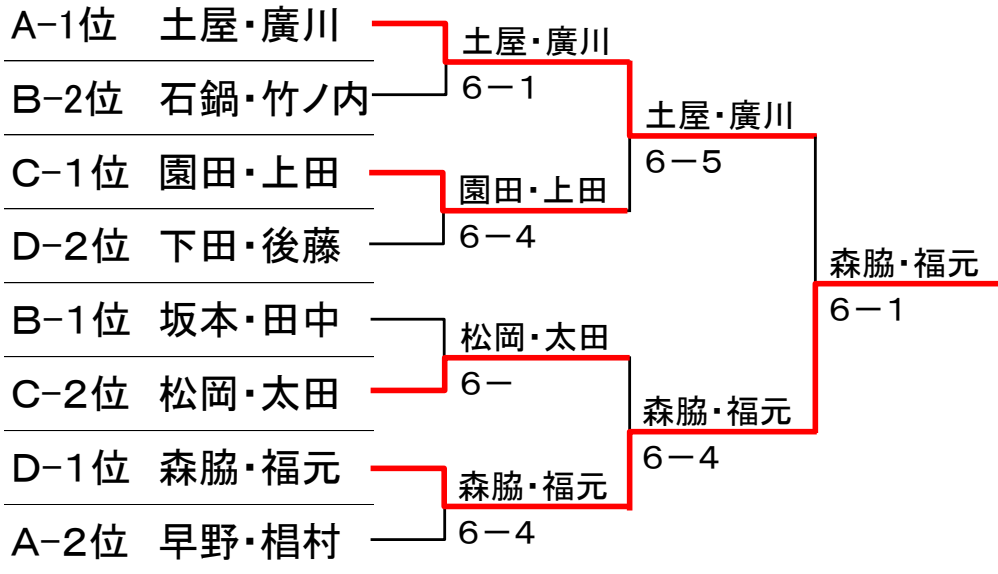 A-1位 土屋・廣川
B-2位 石鍋・竹ノ内
C-1位 園田・上田
D-2位 下田・後藤
B-1位 坂本・田中
C-2位 松岡・太田
D-1位 森脇・福元
A-2位 早野・椙村
土屋・廣川
6-1
園田・上田
6-4
松岡・太田
6-
森脇・福元
6-4
土屋・廣川
6-5
森脇・福元
6-4
森脇・福元
6-1